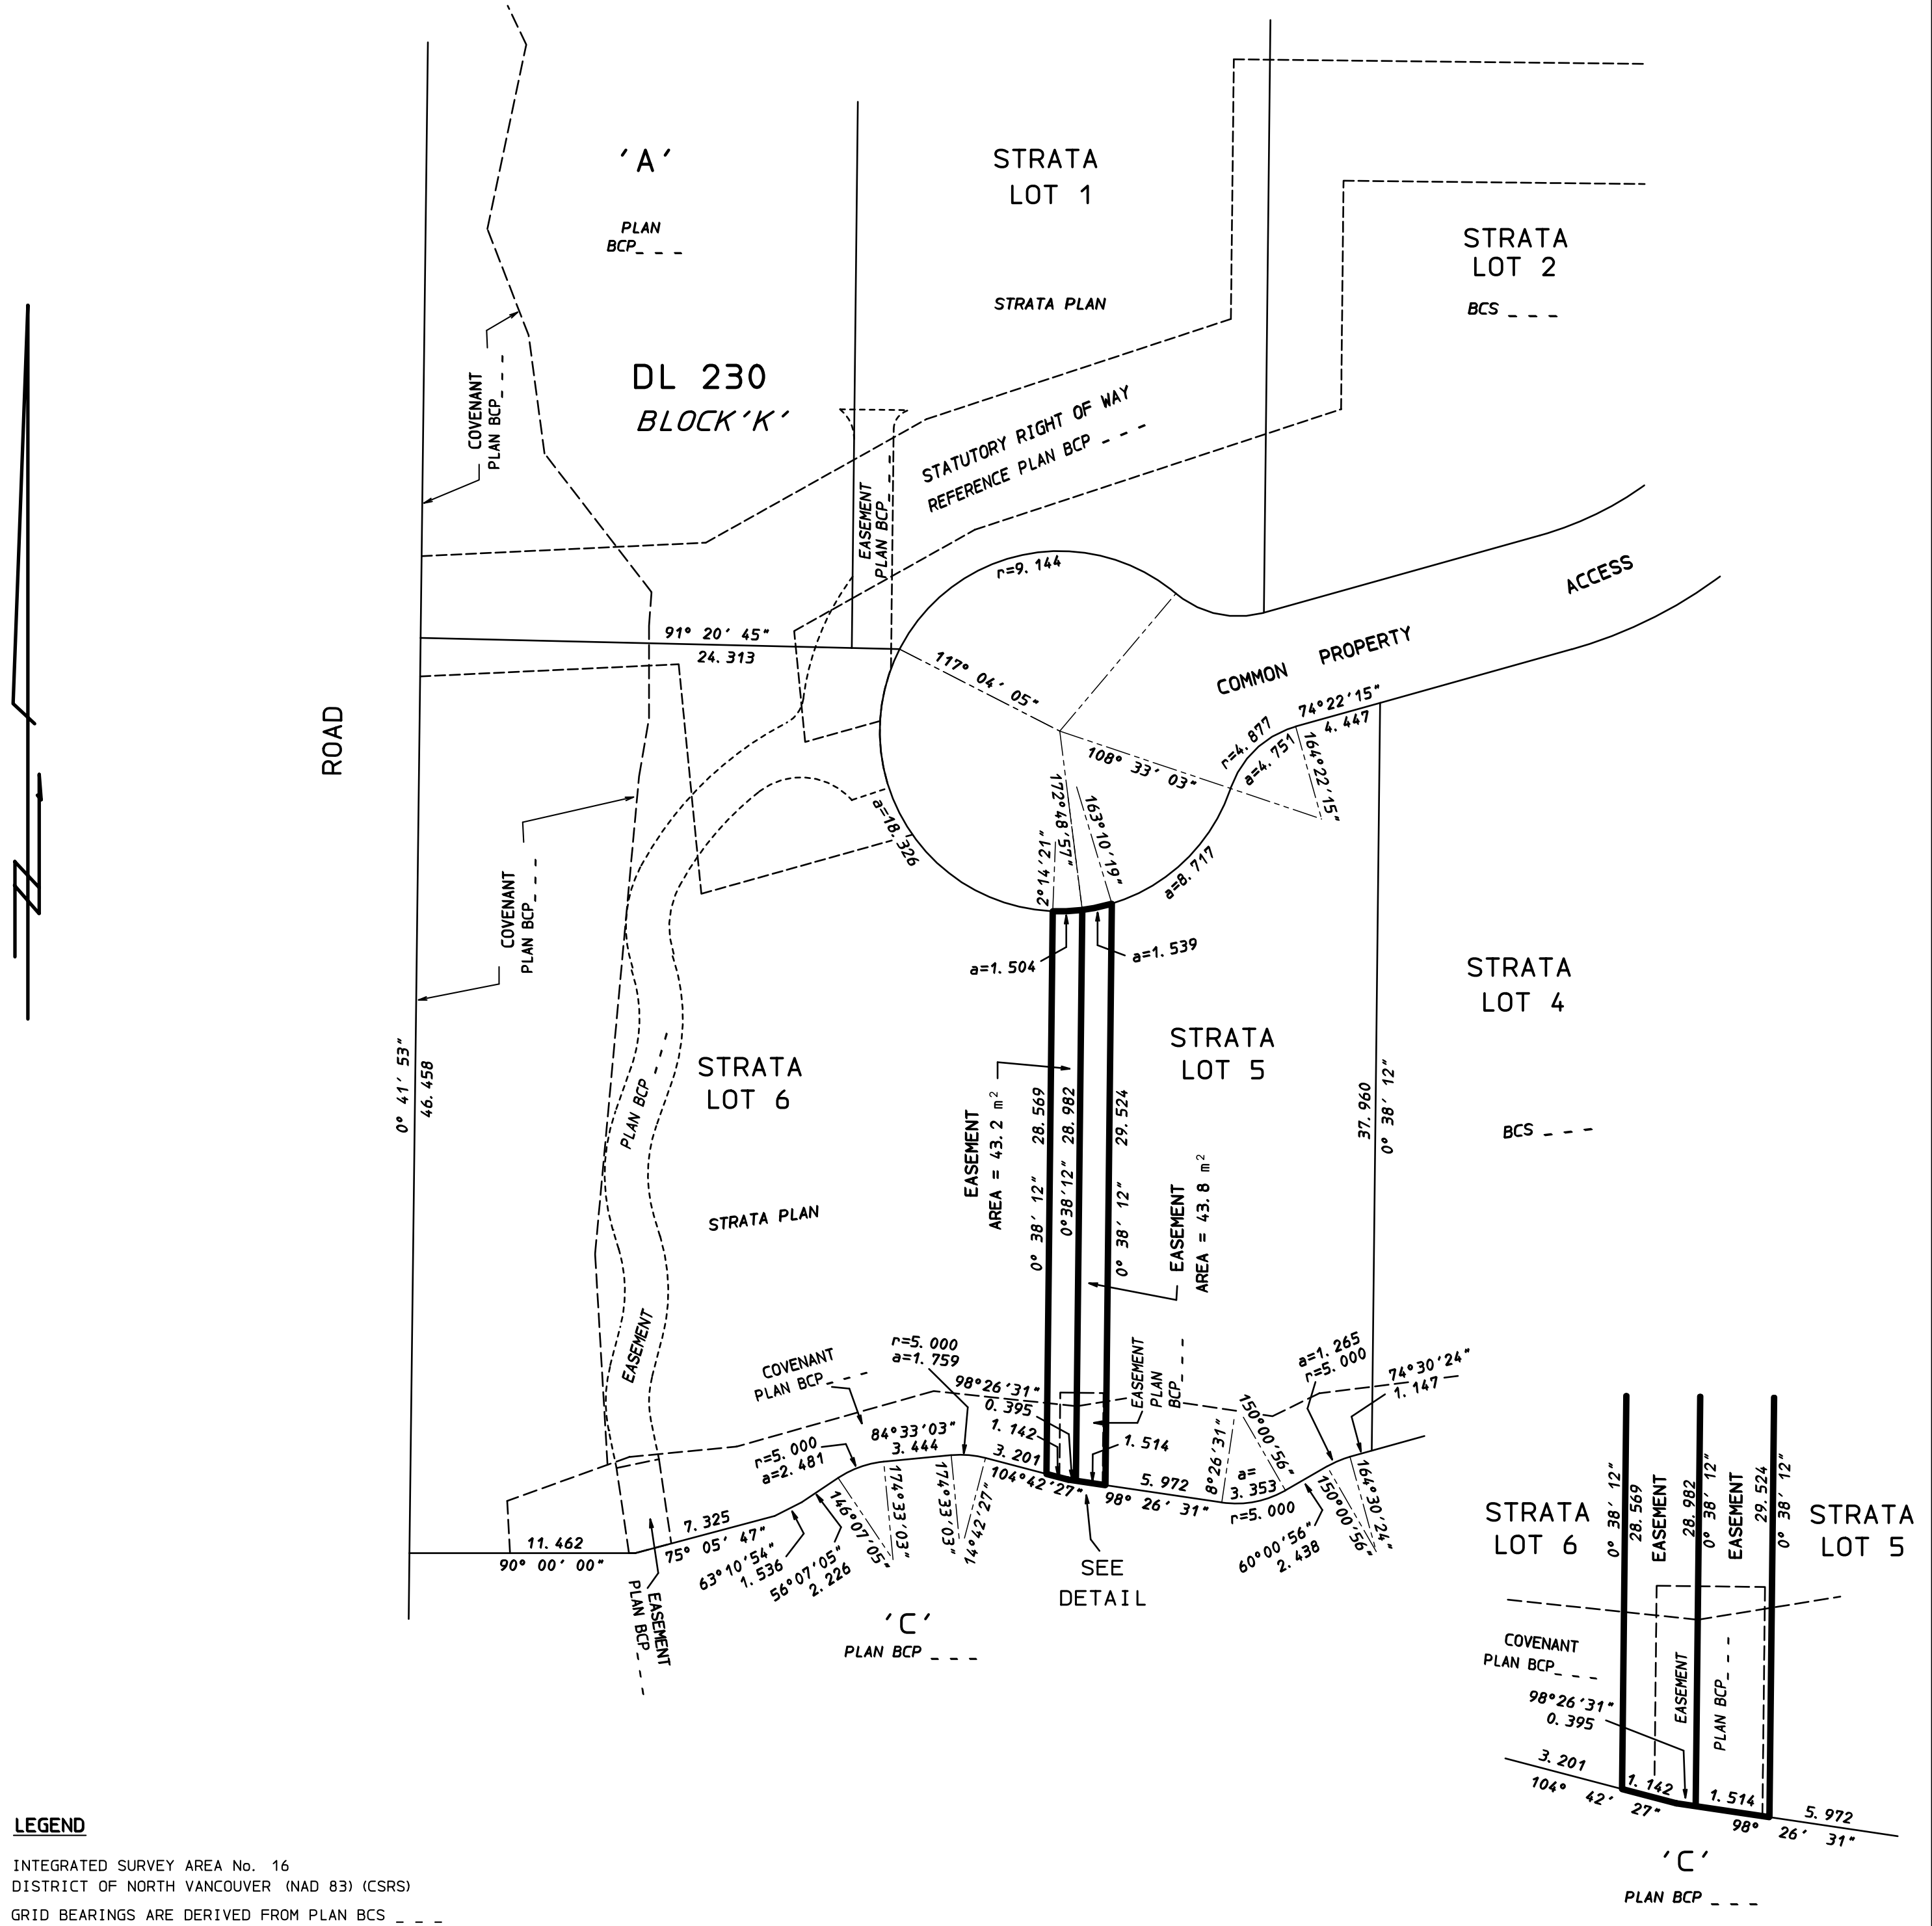 'A'
PLAN
BCP_ _ _
STRATA
LOT 1
STRATA PLAN
STRATA
LOT 2
BCS _ _ _
COVENANT
PLAN BCP_ _ _ _
DL 230
BLOCK 'K'
STATUTORY RIGHT OF WAY
REFERENCE PLAN BCP _ _ _
EASEMENT
PLAN BCP_ _ _
r=9.144
ACCESS
COMMON PROPERTY
91° 20' 45"
24.313
117° 04' 05"
108° 33' 03"
r=4.877
a=4.751
74°22'15"
4.447
164°22'15"
ROAD
172°48'57"
163°10'19"
2°14'21"
a=18.326
a=8.717
COVENANT
PLAN BCP_ _ _ _
a=1.504
a=1.539
STRATA
LOT 4
BCS _ _ _
STRATA
LOT 5
STRATA
LOT 6
STRATA PLAN
0° 41' 53"
46.458
PLAN BCP _ _ _ _
EASEMENT
EASEMENT
AREA = 43.2 m²
0° 38' 12" 28.569
0°38'12" 28.982
0° 38' 12" 29.524
EASEMENT
AREA = 43.8 m²
37.960
0° 38' 12"
COVENANT
PLAN BCP_ _ _ _
r=5.000
a=1.759
98°26'31"
0.395
1.142
EASEMENT
PLAN
BCP_ _ _ _
a=1.265
r=5.000
74°30'24"
1.147
r=5.000
a=2.481
84°33'03"
3.444
3.201
104°42'27"
1.514
5.972
98° 26' 31"
8°26'31"
150°00'56"
a=
3.353
r=5.000
150°00'56"
164°30'24"
60°00'56"
2.438
11.462
90° 00' 00"
7.325
75° 05' 47"
63°10'54"
1.536
56°07'05"
2.226
146°07'05"
174°33'03"
174°33'03"
14°42'27"
EASEMENT
PLAN BCP_ _ _ _
SEE
DETAIL
'C'
PLAN BCP _ _ _
STRATA
LOT 6
0° 38' 12"
28.569
EASEMENT
28.982
0° 38' 12"
EASEMENT
29.524
0° 38' 12"
STRATA
LOT 5
COVENANT
PLAN BCP_ _ _ _
EASEMENT
PLAN BCP_ _ _ _
98°26'31"
0.395
3.201
104° 42' 27"
1.142
1.514
5.972
98° 26' 31"
'C'
PLAN BCP _ _ _
LEGEND
INTEGRATED SURVEY AREA No. 16
DISTRICT OF NORTH VANCOUVER (NAD 83) (CSRS)
GRID BEARINGS ARE DERIVED FROM PLAN BCS _ _ _